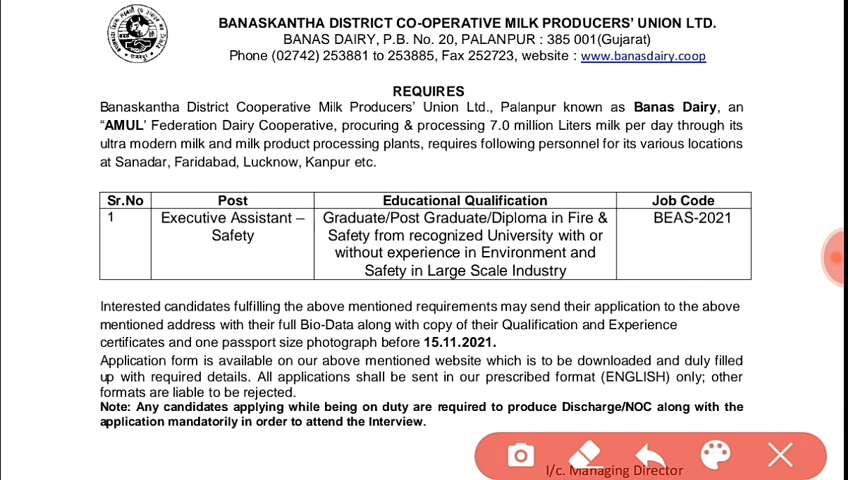 BANASKANTHA DISTRICT CO-OPERATIVE MILK PRODUCERS' UNION LTD.
BANAS DAIRY, P.B. No. 20, PALANPUR : 385 001(Gujarat)
Phone (02742) 253881 to 253885, Fax 252723, website : www.banasdairy.coop
REQUIRES
Banaskantha District Cooperative Milk Producers' Union Ltd., Palanpur known as Banas Dairy, an
“AMUL' Federation Dairy Cooperative, procuring & processing 7.0 million Liters milk per day through its
ultra modern milk and milk product processing plants, requires following personnel for its various locations
at Sanadar, Faridabad, Lucknow, Kanpur etc.
Sr.No Post Educational Qualification Job Code
1 Executive Assistant – Graduate/Post Graduate/Diploma in Fire & BEAS-2021
Safety Safety from recognized University with or
without experience in Environment and
Safety in Large Scale Industry
Interested candidates fulfilling the above mentioned requirements may send their application to the above
mentioned address with their full Bio-Data along with copy of their Qualification and Experience
certificates and one passport size photograph before 15.11.2021.
Application form is available on our above mentioned website which is to be downloaded and duly filled
up with required details. All applications shall be sent in our prescribed format (ENGLISH) only; other
formats are liable to be rejected.
Note: Any candidates applying while being on duty are required to produce Discharge/NOC along with the
application mandatorily in order to attend the Interview.
I/c. Managing Director